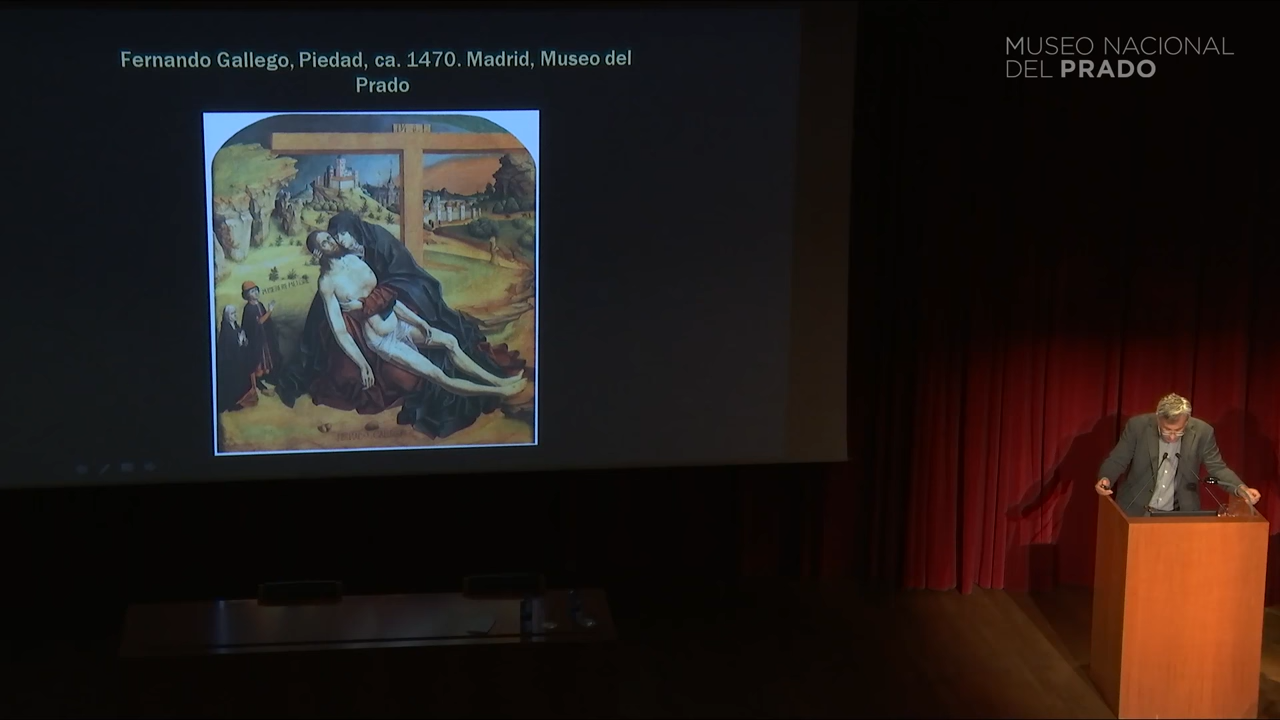 Fernando Gallego, Piedad, ca. 1470. Madrid, Museo del
Prado
MUSEO NACIONAL
DEL PRADO